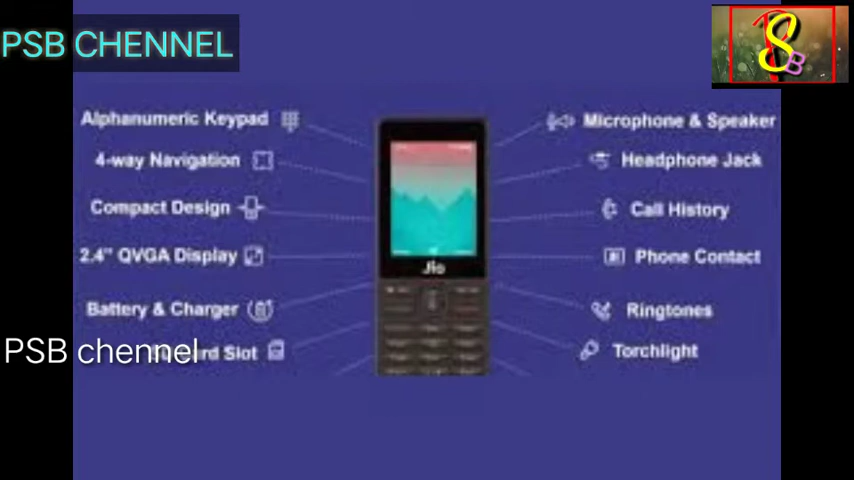 PSB CHENNEL
S
B
Alphanumeric Keypad
Microphone & Speaker
4-way Navigation
Headphone Jack
Compact Design
Call History
2.4" QVGA Display
Phone Contact
Jio
Battery & Charger
Ringtones
PSB chennel
Slot
Torchlight